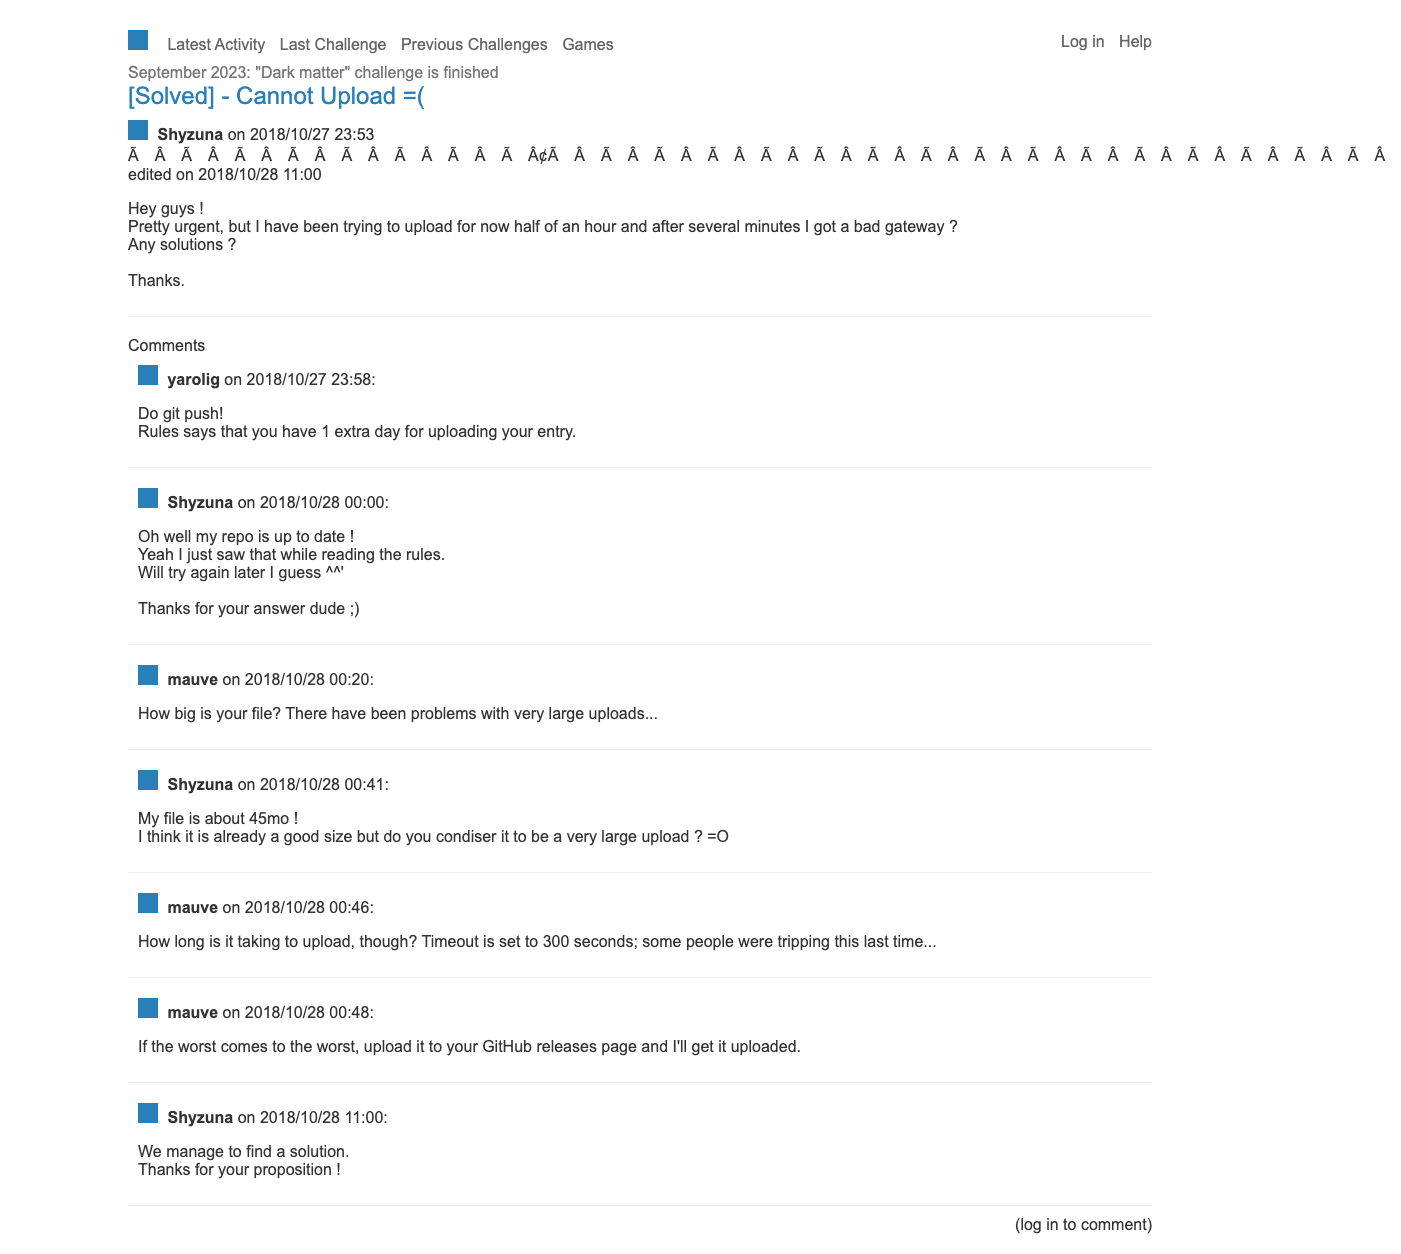 Latest Activity Last Challenge Previous Challenges Games Log in Help
September 2023: "Dark matter" challenge is finished
[Solved] - Cannot Upload =(
Shyzuna on 2018/10/27 23:53
Ã Â Ã Â Ã Â Ã Â Ã Â Ã Â Ã Â Ã Â¢Ã Â Ã Â Ã Â Ã Â Ã Â Ã Â Ã Â Ã Â Ã Â Ã Â Ã Â Ã Â Ã Â Ã Â Ã Â Ã Â
edited on 2018/10/28 11:00
Hey guys !
Pretty urgent, but I have been trying to upload for now half of an hour and after several minutes I got a bad gateway ?
Any solutions ?
Thanks.
Comments
yarolig on 2018/10/27 23:58:
Do git push!
Rules says that you have 1 extra day for uploading your entry.
Shyzuna on 2018/10/28 00:00:
Oh well my repo is up to date !
Yeah I just saw that while reading the rules.
Will try again later I guess ^^'
Thanks for your answer dude ;)
mauve on 2018/10/28 00:20:
How big is your file? There have been problems with very large uploads...
Shyzuna on 2018/10/28 00:41:
My file is about 45mo !
I think it is already a good size but do you condiser it to be a very large upload ? =O
mauve on 2018/10/28 00:46:
How long is it taking to upload, though? Timeout is set to 300 seconds; some people were tripping this last time...
mauve on 2018/10/28 00:48:
If the worst comes to the worst, upload it to your GitHub releases page and I'll get it uploaded.
Shyzuna on 2018/10/28 11:00:
We manage to find a solution.
Thanks for your proposition !
(log in to comment)